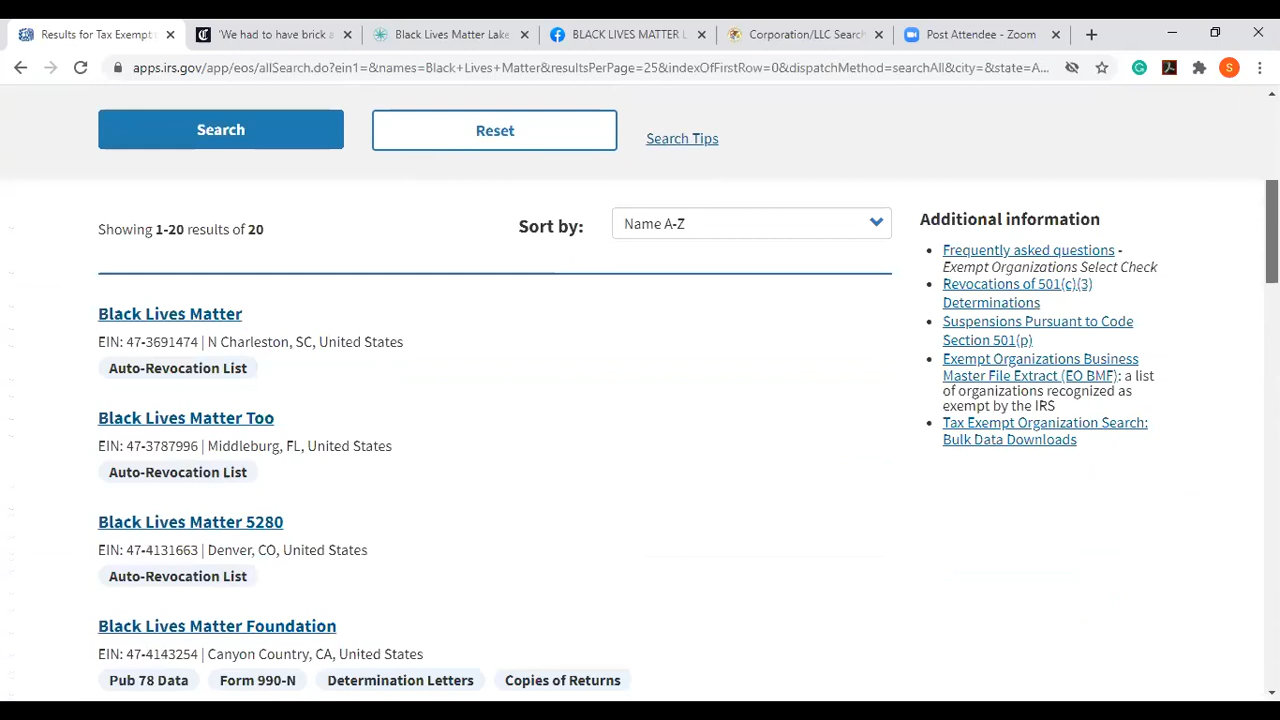 Results for Tax Exempt
'We had to have brick a
Black Lives Matter Lake
BLACK LIVES MATTER L
Corporation/LLC Search
Post Attendee - Zoom
apps.irs.gov/app/eos/allSearch.do?ein1=&names=Black+Lives+Matter&resultsPerPage=25&indexOfFirstRow=0&dispatchMethod=searchAll&city=&state=A...
S
Search
Reset
Search Tips
Showing 1-20 results of 20
Sort by:
Name A-Z
Black Lives Matter
EIN: 47-3691474 | N Charleston, SC, United States
Auto-Revocation List
Black Lives Matter Too
EIN: 47-3787996 | Middleburg, FL, United States
Auto-Revocation List
Black Lives Matter 5280
EIN: 47-4131663 | Denver, CO, United States
Auto-Revocation List
Black Lives Matter Foundation
EIN: 47-4143254 | Canyon Country, CA, United States
Pub 78 Data
Form 990-N
Determination Letters
Copies of Returns
Additional information
Frequently asked questions -
Exempt Organizations Select Check
Revocations of 501(c)(3)
Determinations
Suspensions Pursuant to Code
Section 501(p)
Exempt Organizations Business
Master File Extract (EO BMF): a list
of organizations recognized as
exempt by the IRS
Tax Exempt Organization Search:
Bulk Data Downloads